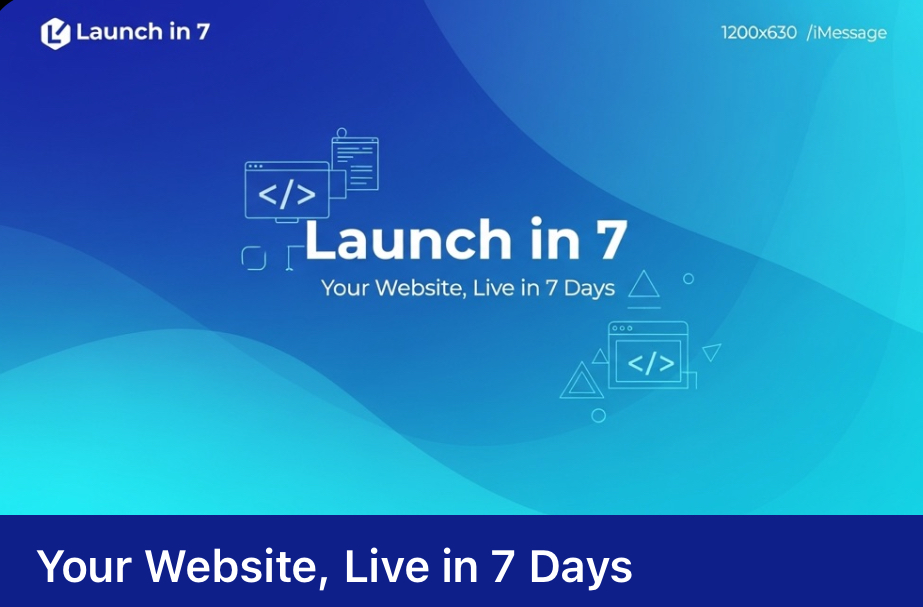 Launch in 7
1200x630 /iMessage
</>
Launch in 7
Your Website, Live in 7 Days
</>
Your Website, Live in 7 Days